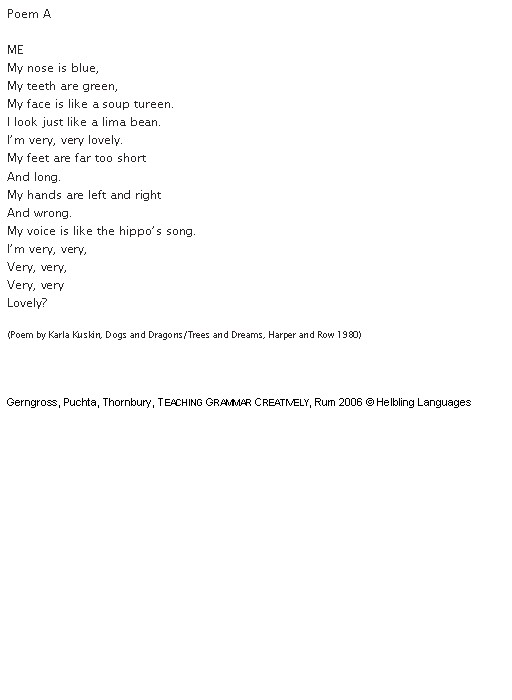 Poem A
ME
My nose is blue,
My teeth are green,
My face is like a soup tureen.
I look just like a lima bean.
I'm very, very lovely.
My feet are far too short
And long.
My hands are left and right
And wrong.
My voice is like the hippo's song.
I'm very, very,
Very, very,
Very, very
Lovely?
(Poem by Karla Kuskin, Dogs and Dragons/Trees and Dreams, Harper and Row 1980)
Gerngross, Puchta, Thornbury, TEACHING GRAMMAR CREATIVELY, Rum 2006 © Helbling Languages